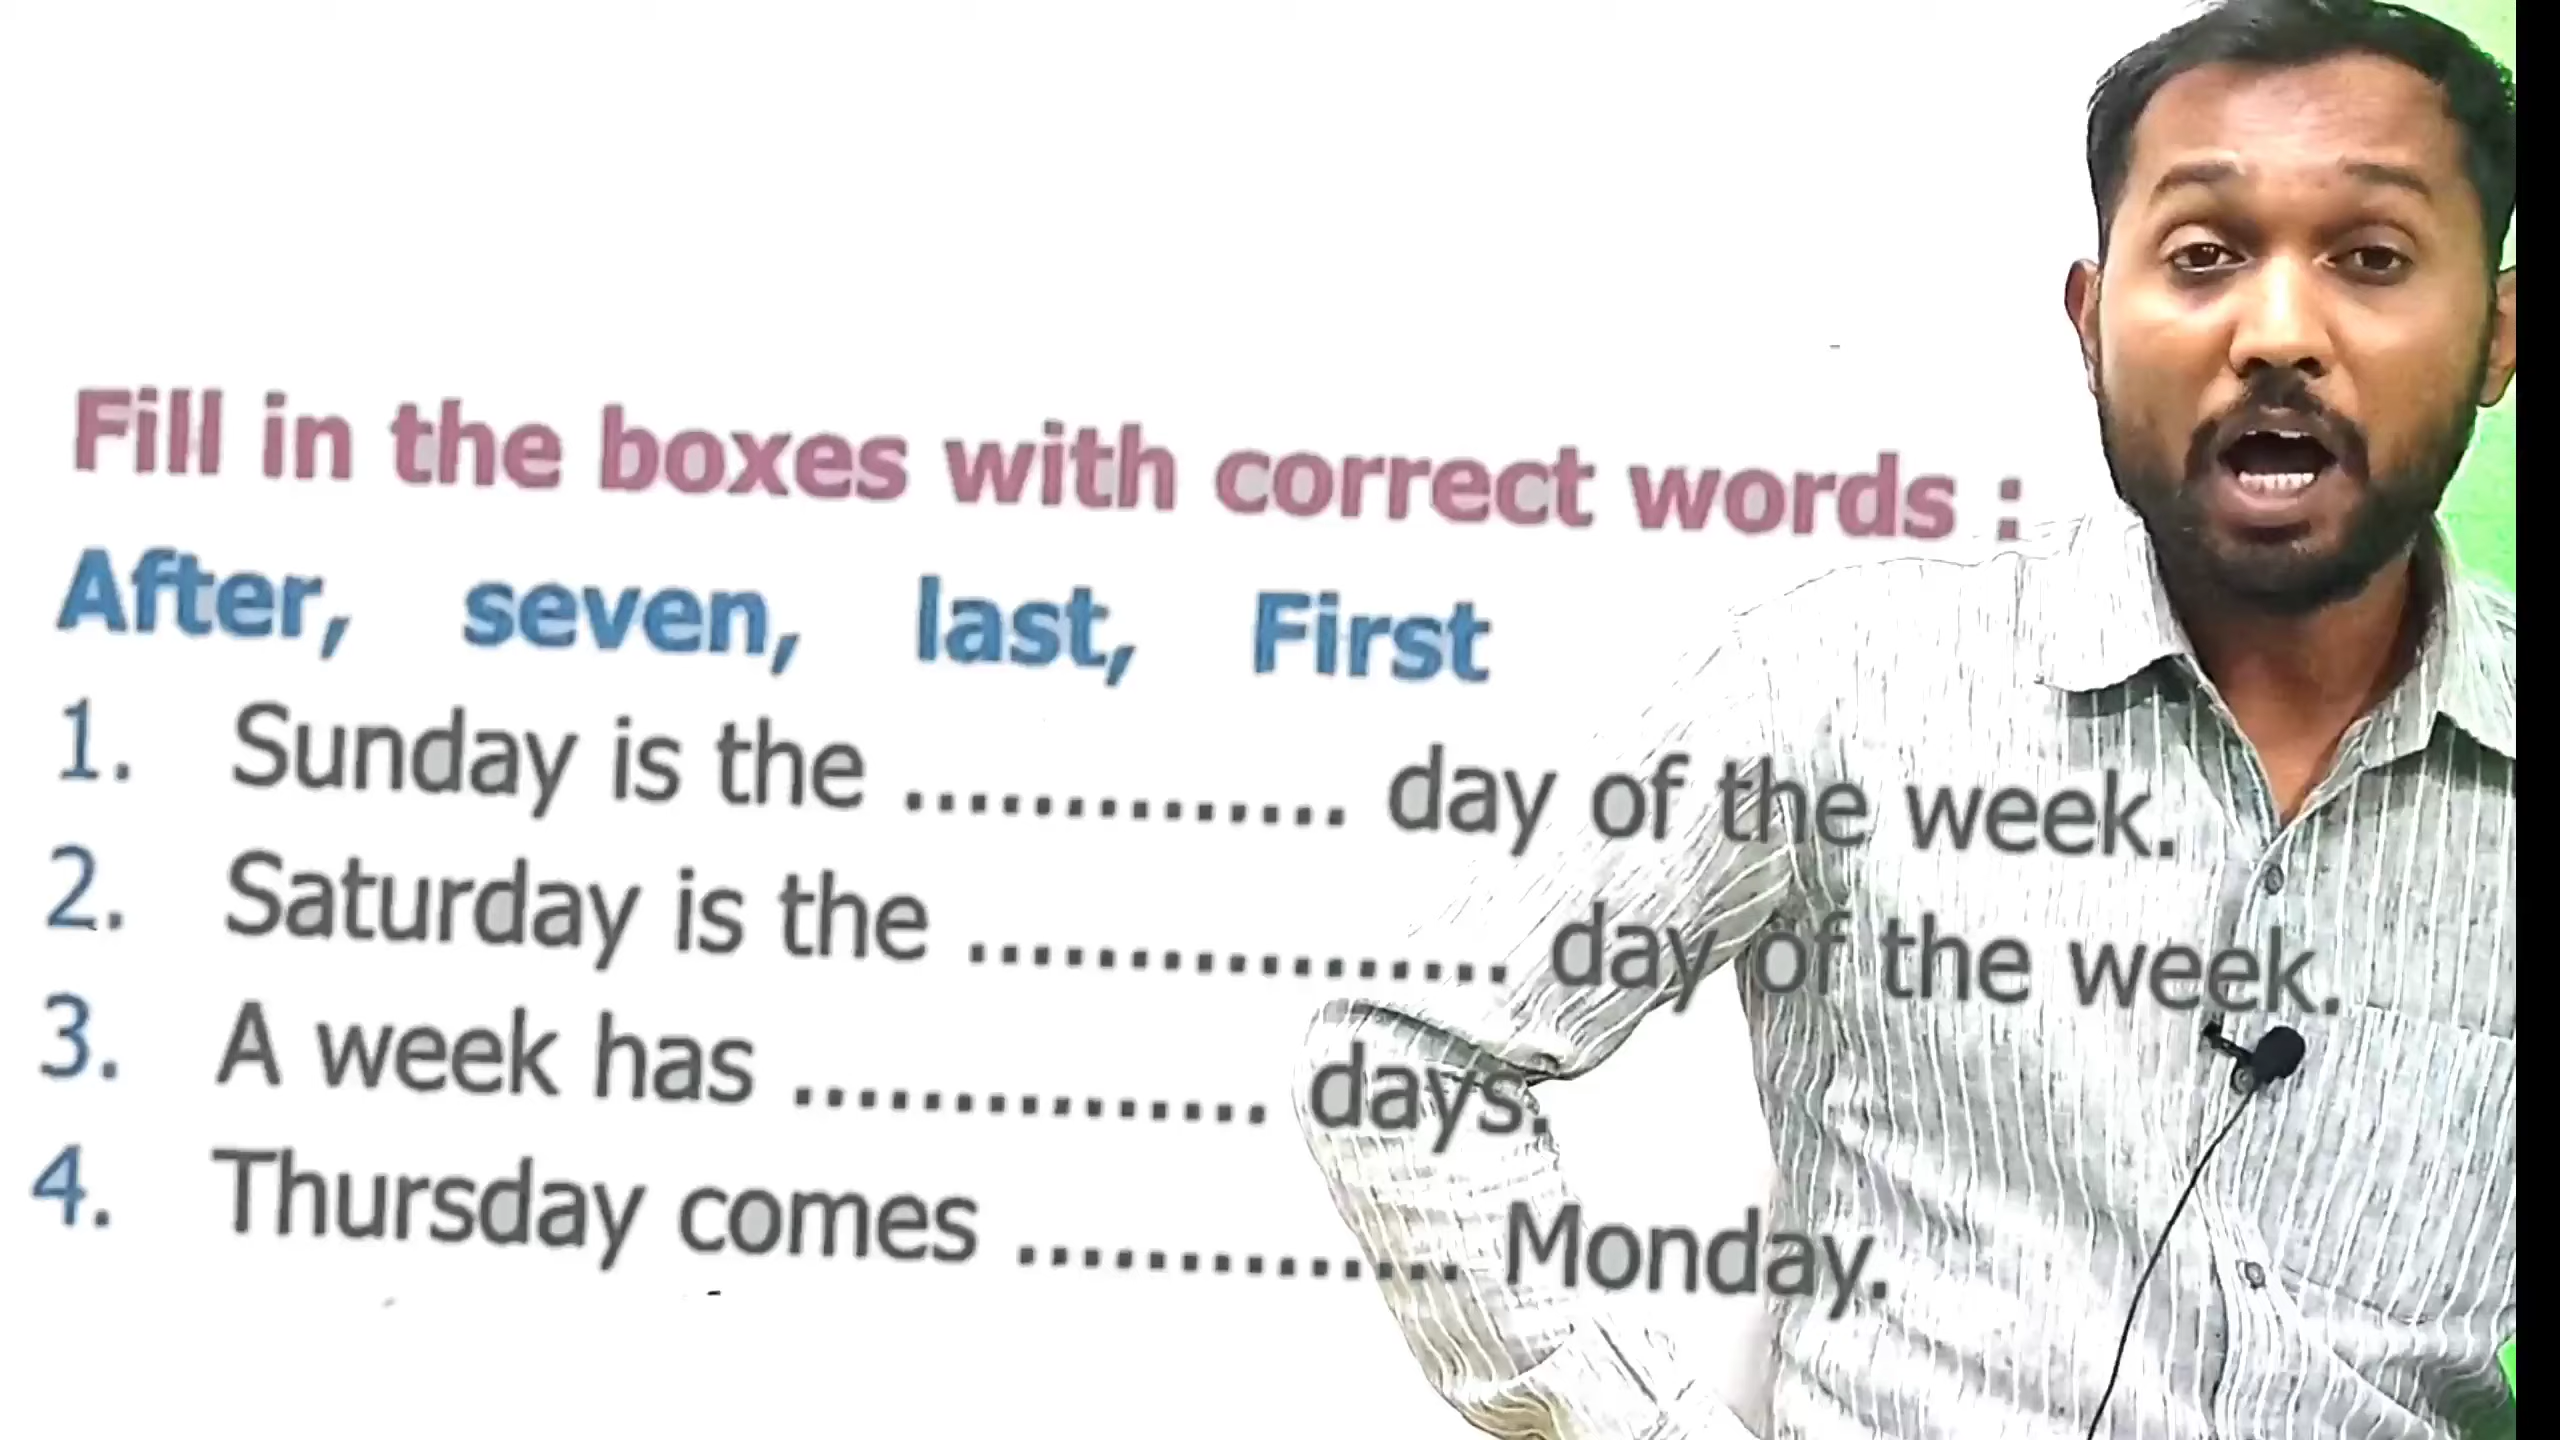 Fill in the boxes with correct words :
After, seven, last, First
1. Sunday is the .............. day of the week.
2. Saturday is the ................. day of the week.
3. A week has ............... days.
4. Thursday comes .............. Monday.